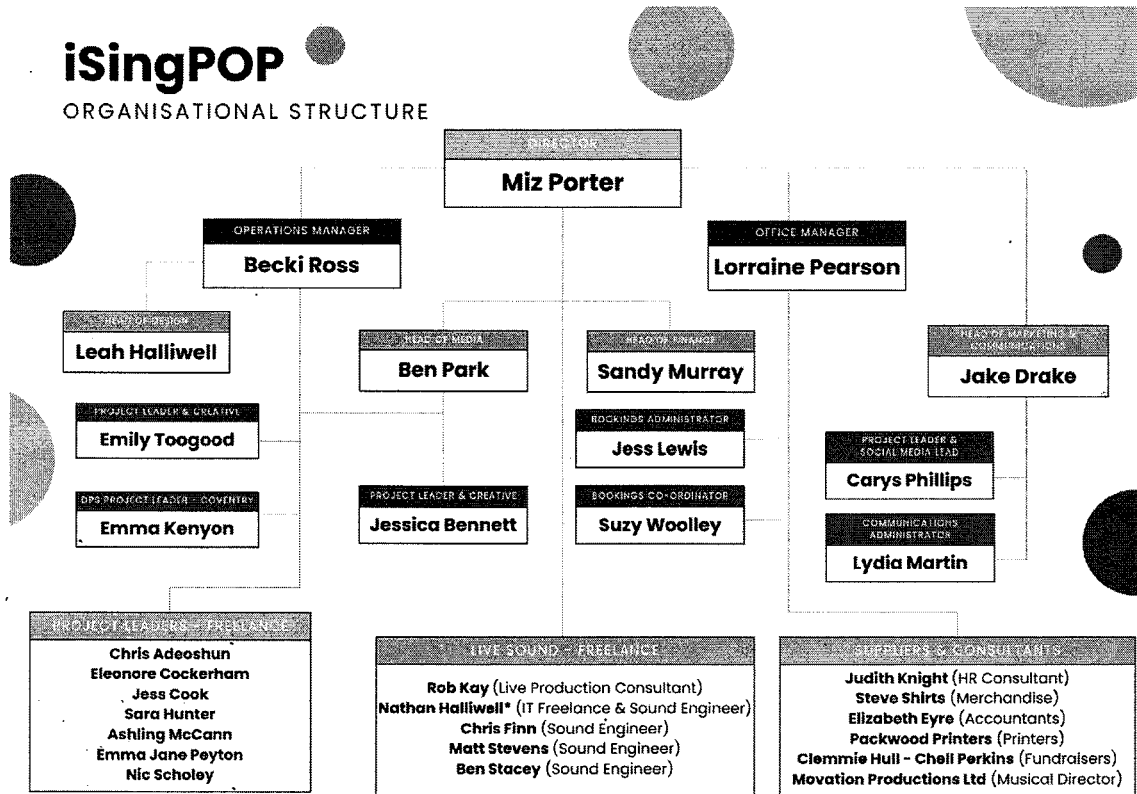 iSingPOP
ORGANISATIONAL STRUCTURE
DIRECTOR
Miz Porter
OPERATIONS MANAGER
Becki Ross
OFFICE MANAGER
Lorraine Pearson
HEAD OF DESIGN
Leah Halliwell
HEAD OF MEDIA
Ben Park
HEAD OF FINANCE
Sandy Murray
HEAD OF MARKETING &
COMMUNICATIONS
Jake Drake
PROJECT LEADER & CREATIVE
Emily Toogood
BOOKINGS ADMINISTRATOR
Jess Lewis
PROJECT LEADER &
SOCIAL MEDIA LEAD
Carys Phillips
DPS PROJECT LEADER - COVENTRY
Emma Kenyon
PROJECT LEADER & CREATIVE
Jessica Bennett
BOOKINGS CO-ORDINATOR
Suzy Woolley
COMMUNICATIONS
ADMINISTRATOR
Lydia Martin
PROJECT LEADERS - FREELANCE
Chris Adeoshun
Eleonore Cockerham
Jess Cook
Sara Hunter
Ashling McCann
Emma Jane Peyton
Nic Scholey
LIVE SOUND - FREELANCE
Rob Kay (Live Production Consultant)
Nathan Halliwell* (IT Freelance & Sound Engineer)
Chris Finn (Sound Engineer)
Matt Stevens (Sound Engineer)
Ben Stacey (Sound Engineer)
SUPPLIERS & CONSULTANTS
Judith Knight (HR Consultant)
Steve Shirts (Merchandise)
Elizabeth Eyre (Accountants)
Packwood Printers (Printers)
Clemmie Hull - Chell Perkins (Fundraisers)
Movation Productions Ltd (Musical Director)